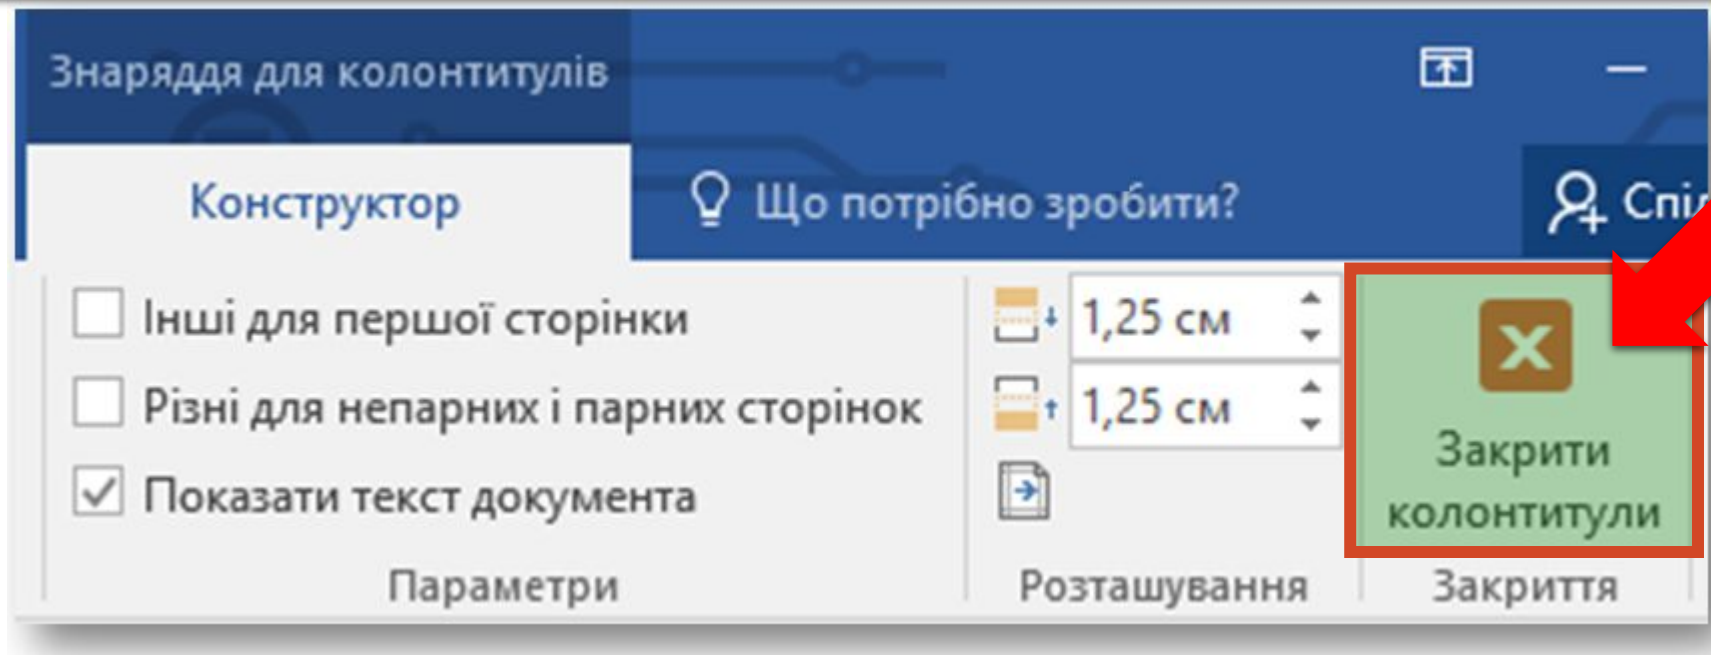 Знаряддя для колонтитулів
Конструктор
Що потрібно зробити?
Інші для першої сторінки
Різні для непарних і парних сторінок
Показати текст документа
Параметри
1,25 см
1,25 см
Розташування
Закрити
колонтитули
Закриття